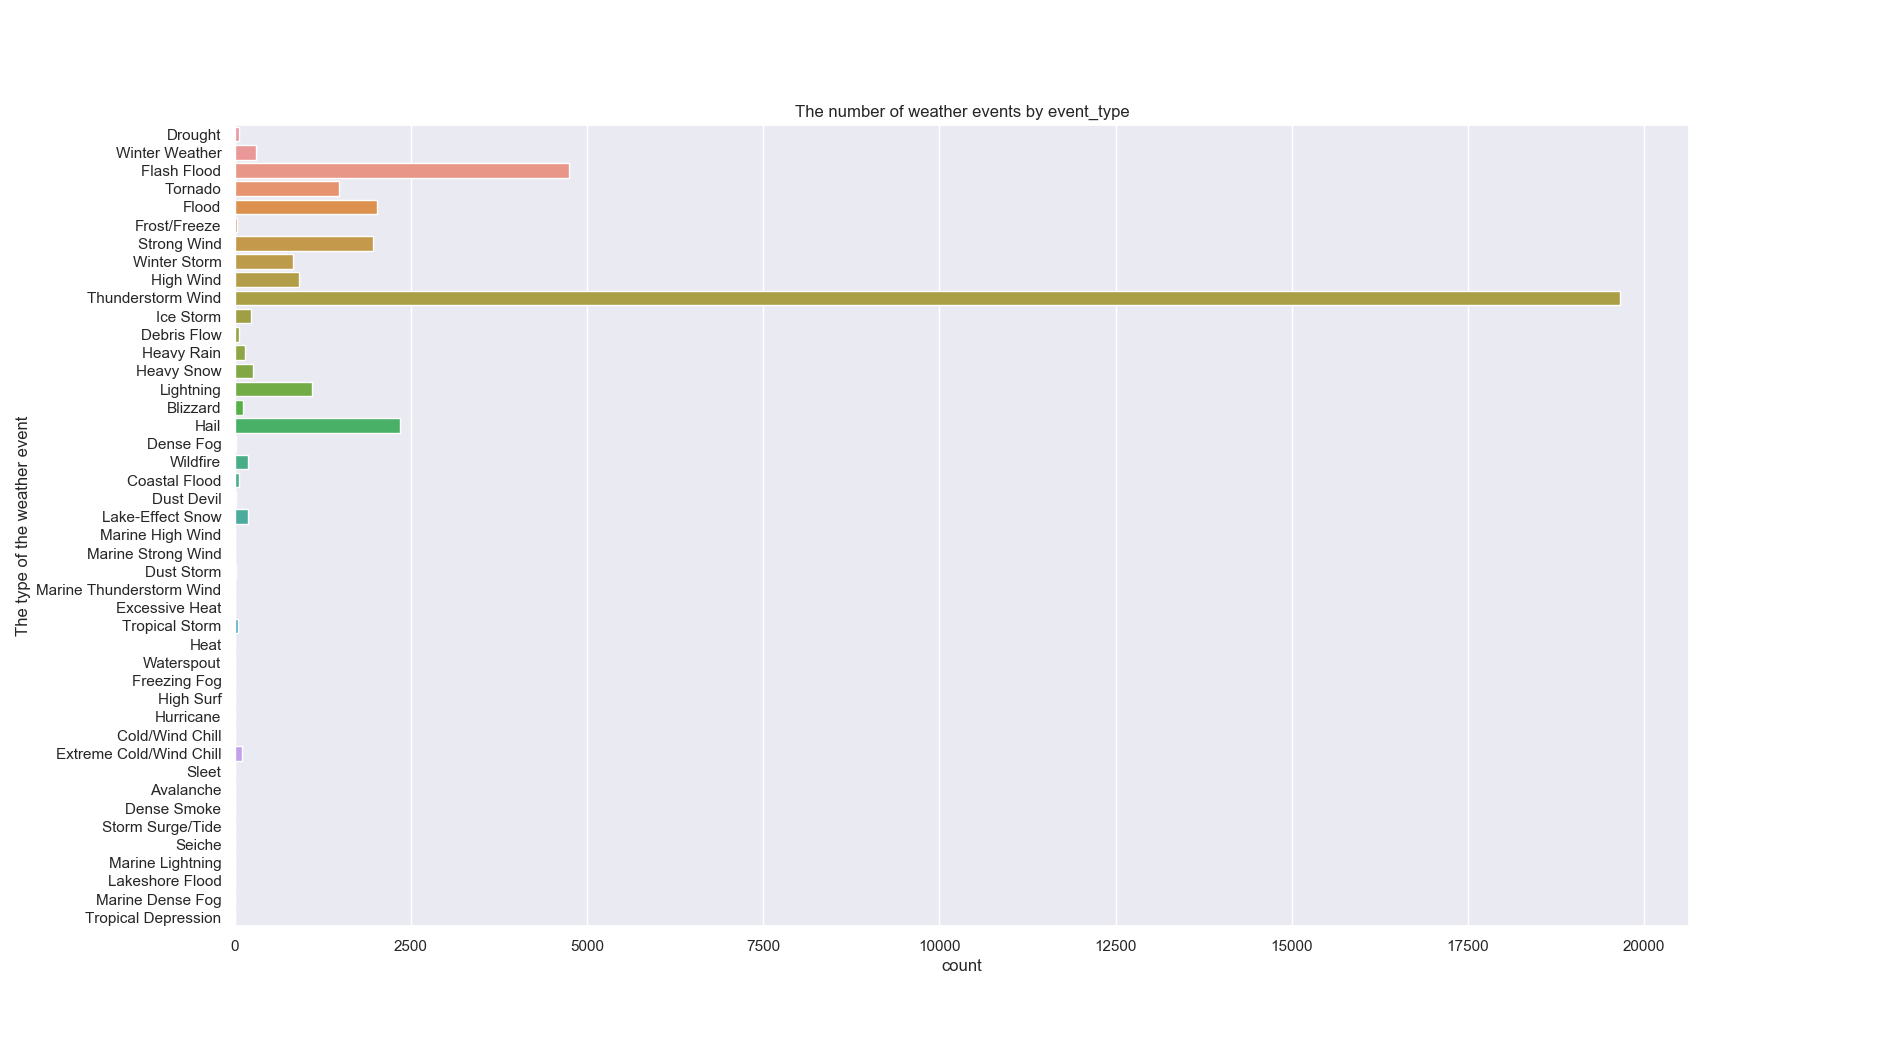 The number of weather events by event_type
The type of the weather event
Drought
Winter Weather
Flash Flood
Tornado
Flood
Frost/Freeze
Strong Wind
Winter Storm
High Wind
Thunderstorm Wind
Ice Storm
Debris Flow
Heavy Rain
Heavy Snow
Lightning
Blizzard
Hail
Dense Fog
Wildfire
Coastal Flood
Dust Devil
Lake-Effect Snow
Marine High Wind
Marine Strong Wind
Dust Storm
Marine Thunderstorm Wind
Excessive Heat
Tropical Storm
Heat
Waterspout
Freezing Fog
High Surf
Hurricane
Cold/Wind Chill
Extreme Cold/Wind Chill
Sleet
Avalanche
Dense Smoke
Storm Surge/Tide
Seiche
Marine Lightning
Lakeshore Flood
Marine Dense Fog
Tropical Depression
0 2500 5000 7500 10000 12500 15000 17500 20000
count